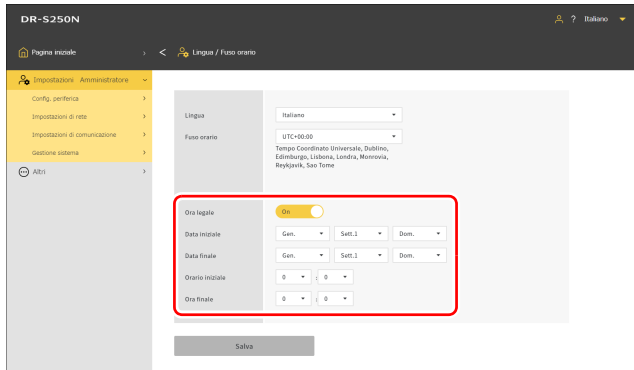 DR-S250N
? Italiano
Pagina iniziale
Lingua / Fuso orario
Impostazioni Amministratore
Config. periferica
Impostazioni di rete
Impostazioni di comunicazione
Gestione sistema
Altri
Lingua Italiano
Fuso orario UTC+00:00
Tempo Coordinato Universale, Dublino,
Edimburgo, Lisbona, Londra, Monrovia,
Reykjavik, Sao Tome
Ora legale On
Data iniziale Gen. Sett.1 Dom.
Data finale Gen. Sett.1 Dom.
Orario iniziale 0 : 0
Ora finale 0 : 0
Salva